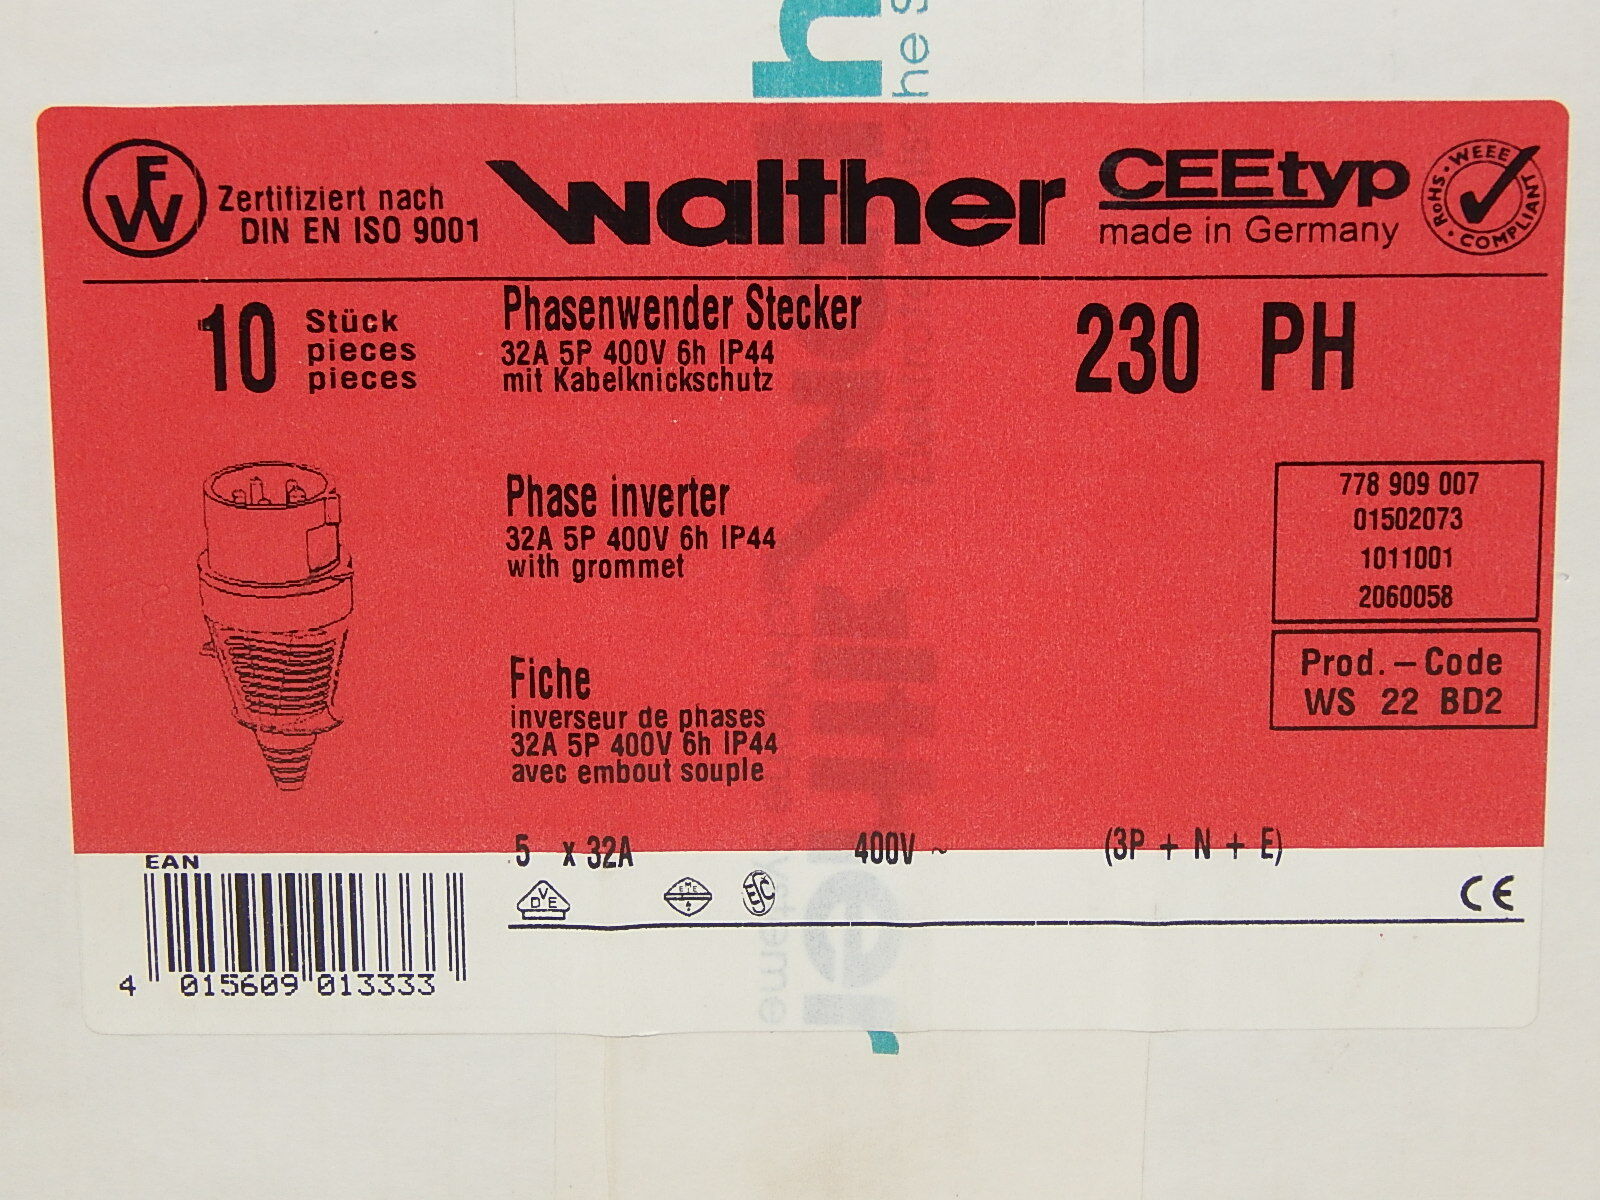 FW
Zertifiziert nach
DIN EN ISO 9001
Walther
CEEtyp
made in Germany
WEEE · COMPLIANT · RoHS
10
Stück
pieces
pieces
Phasenwender Stecker
32A 5P 400V 6h IP44
mit Kabelknickschutz
230 PH
Phase inverter
32A 5P 400V 6h IP44
with grommet
778 909 007
01502073
1011001
2060058
Prod.-Code
WS 22 BD2
Fiche
inverseur de phases
32A 5P 400V 6h IP44
avec embout souple
5 x 32A 400V ~ (3P + N + E)
EAN
VDE
CE
4 015609 013333